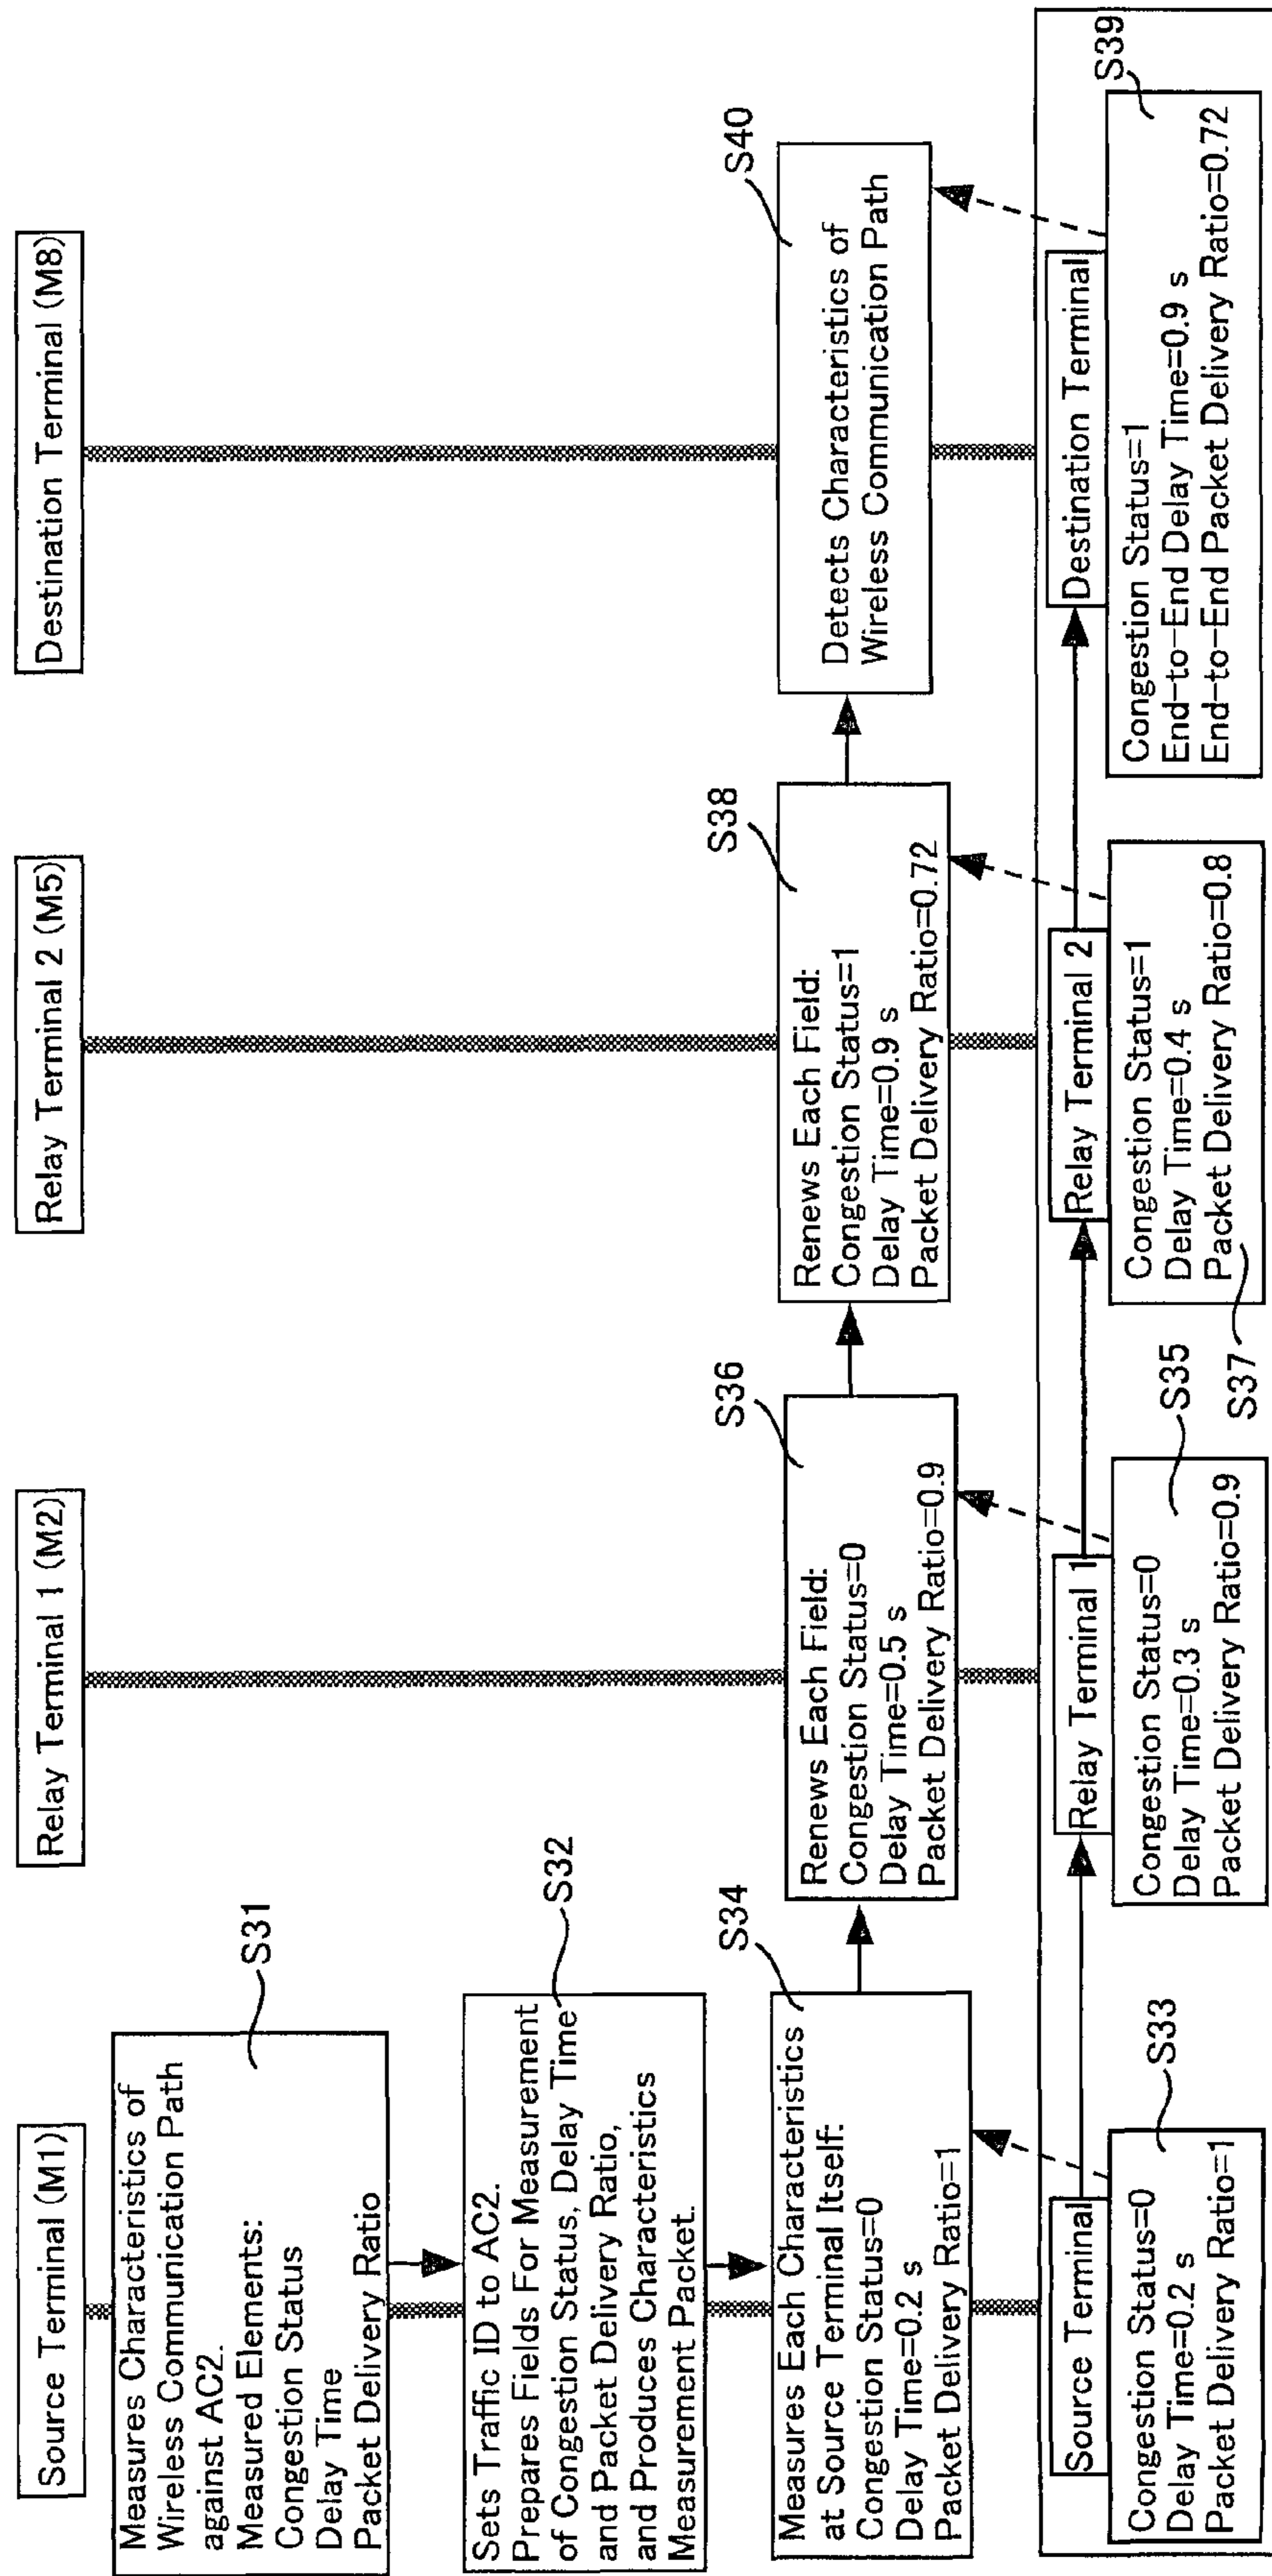 Source Terminal (M1)
Relay Terminal 1 (M2)
Relay Terminal 2 (M5)
Destination Terminal (M8)
Measures Characteristics of
Wireless Communication Path
against AC2.
Measured Elements:
Congestion Status
Delay Time
Packet Delivery Ratio
S31
Sets Traffic ID to AC2.
Prepares Fields For Measurement
of Congestion Status, Delay Time
and Packet Delivery Ratio,
and Produces Characteristics
Measurement Packet.
S32
Measures Each Characteristics
at Source Terminal Itself:
Congestion Status=0
Delay Time=0.2 s
Packet Delivery Ratio=1
S34
Renews Each Field:
Congestion Status=0
Delay Time=0.5 s
Packet Delivery Ratio=0.9
S36
Renews Each Field:
Congestion Status=1
Delay Time=0.9 s
Packet Delivery Ratio=0.72
S38
Detects Characteristics of
Wireless Communication Path
S40
Source Terminal
Congestion Status=0
Delay Time=0.2 s
Packet Delivery Ratio=1
S33
Relay Terminal 1
Congestion Status=0
Delay Time=0.3 s
Packet Delivery Ratio=0.9
S35
Relay Terminal 2
Congestion Status=1
Delay Time=0.4 s
Packet Delivery Ratio=0.8
S37
Destination Terminal
Congestion Status=1
End-to-End Delay Time=0.9 s
End-to-End Packet Delivery Ratio=0.72
S39